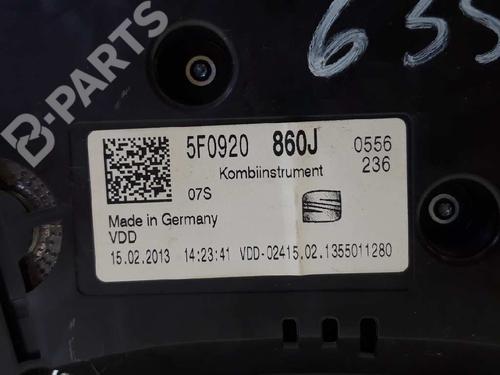 B-PARTS
635
5F0920 860J 0556
Kombiinstrument 236
07S
Made in Germany
VDD
15.02.2013 14:23:41 VDD-02415.02.1355011280